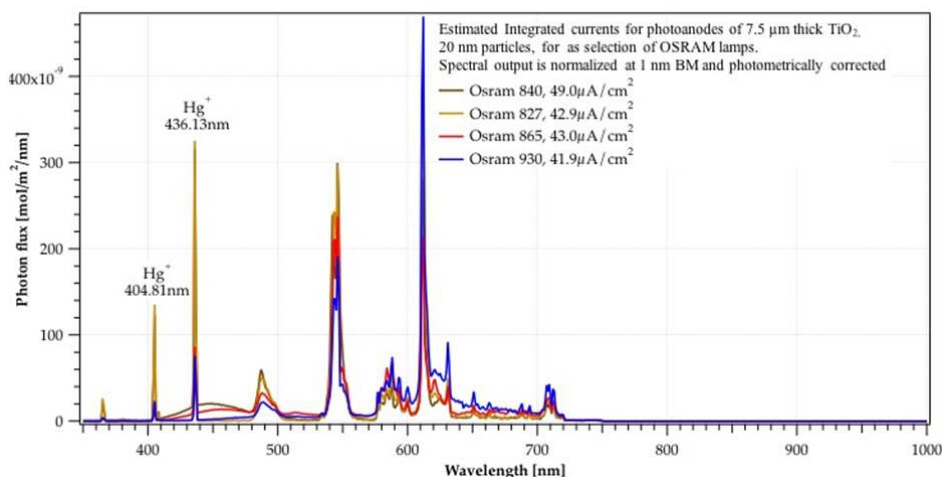 Estimated Integrated currents for photoanodes of 7.5 µm thick TiO2,
20 nm particles, for as selection of OSRAM lamps.
Spectral output is normalized at 1 nm BM and photometrically corrected
Osram 840, 49.0µA/cm²
Osram 827, 42.9µA/cm²
Osram 865, 43.0µA/cm²
Osram 930, 41.9µA/cm²
Hg⁺
436.13nm
Hg⁺
404.81nm
Photon flux [mol/m²/nm]
400x10⁻⁹
300
200
100
0
400 500 600 700 800 900 1000
Wavelength [nm]